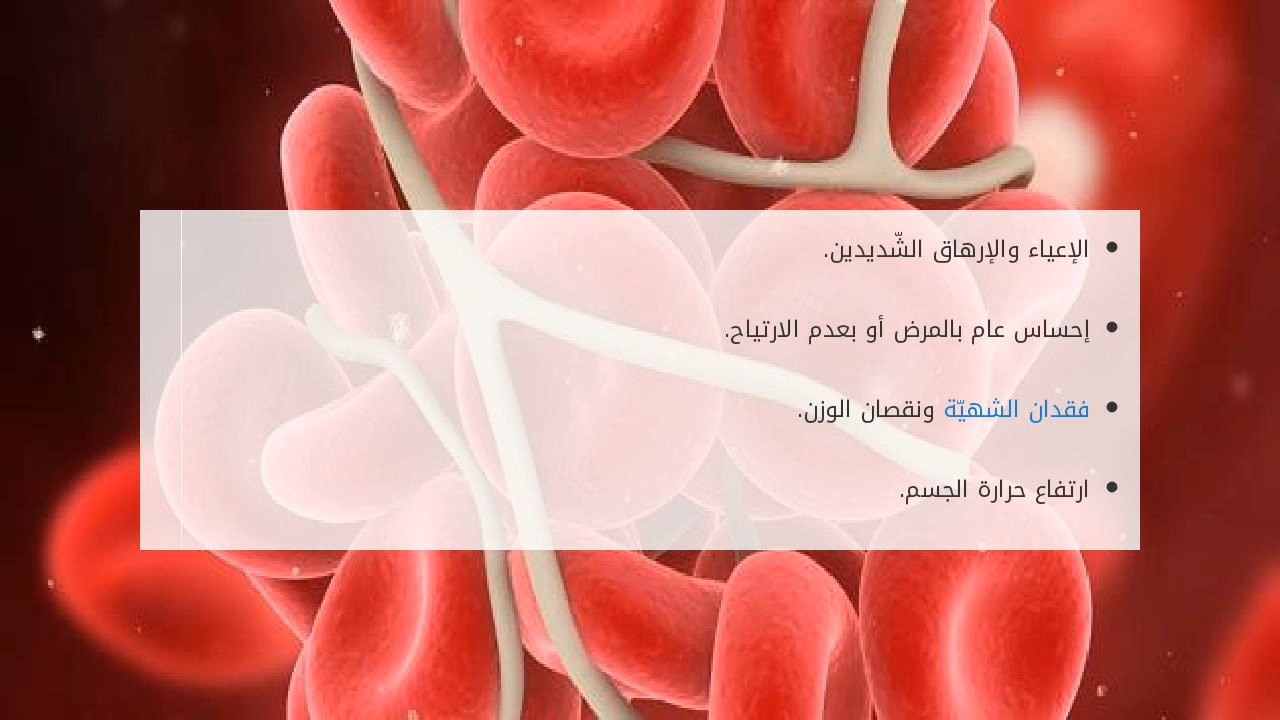 • الإعياء والإرهاق الشّديدين.
• إحساس عام بالمرض أو بعدم الارتياح.
• فقدان الشهيّة ونقصان الوزن.
• ارتفاع حرارة الجسم.